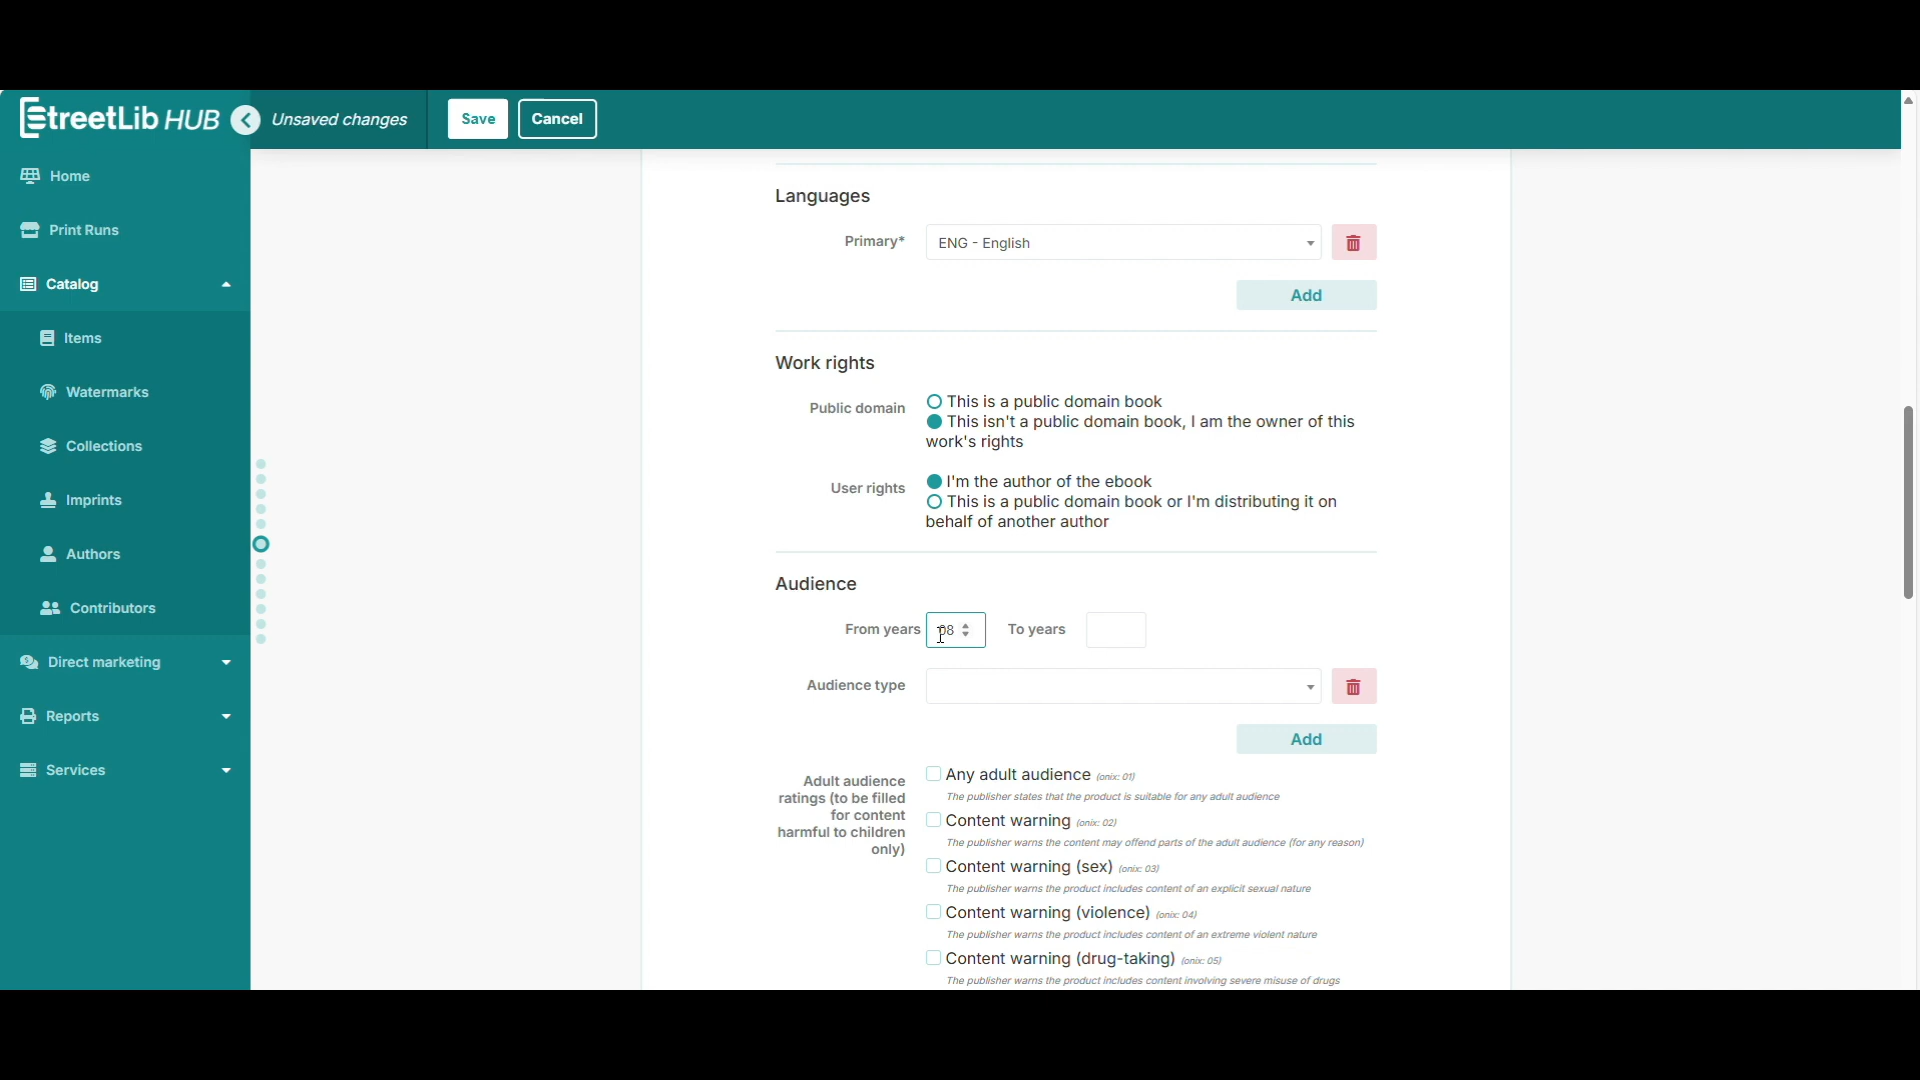 StreetLib HUB
Unsaved changes
Save
Cancel
Home
Print Runs
Catalog
Items
Watermarks
Collections
Imprints
Authors
Contributors
Direct marketing
Reports
Services
Languages
Primary*
ENG - English
Add
Work rights
Public domain
This is a public domain book
This isn't a public domain book, I am the owner of this
work's rights
User rights
I'm the author of the ebook
This is a public domain book or I'm distributing it on
behalf of another author
Audience
From years
08
To years
Audience type
Add
Adult audience
ratings (to be filled
for content
harmful to children
only)
Any adult audience (onix: 01)
The publisher states that the product is suitable for any adult audience
Content warning (onix: 02)
The publisher warns the content may offend parts of the adult audience (for any reason)
Content warning (sex) (onix: 03)
The publisher warns the product includes content of an explicit sexual nature
Content warning (violence) (onix: 04)
The publisher warns the product includes content of an extreme violent nature
Content warning (drug-taking) (onix: 05)
The publisher warns the product includes content involving severe misuse of drugs